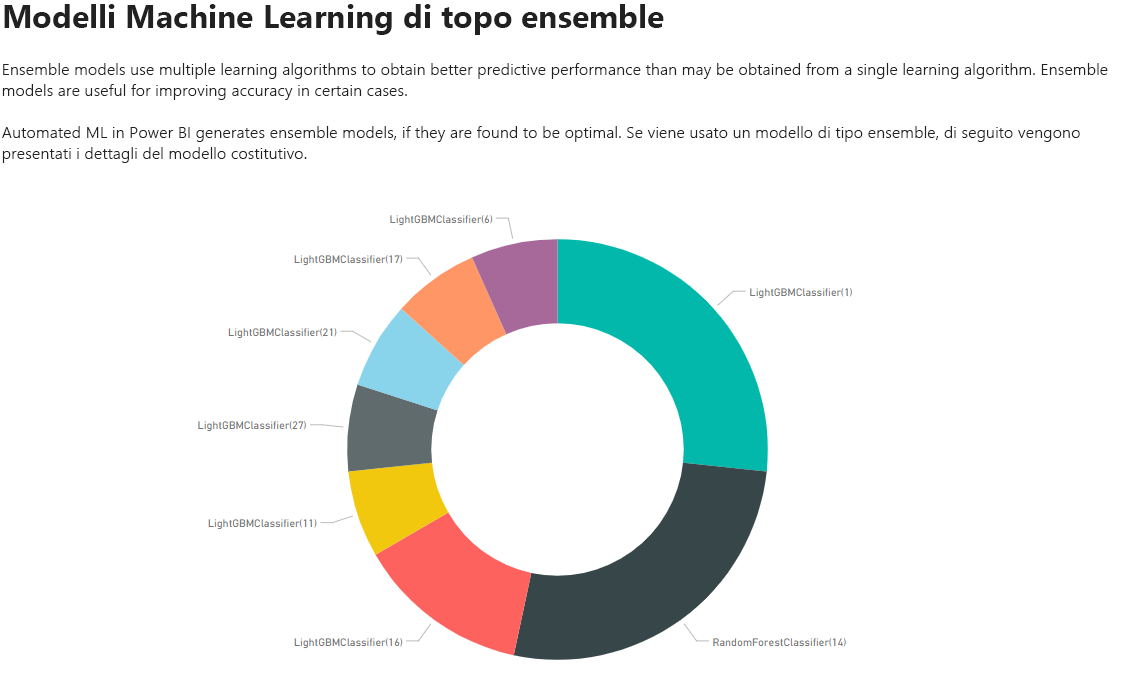 Modelli Machine Learning di topo ensemble
Ensemble models use multiple learning algorithms to obtain better predictive performance than may be obtained from a single learning algorithm. Ensemble
models are useful for improving accuracy in certain cases.
Automated ML in Power BI generates ensemble models, if they are found to be optimal. Se viene usato un modello di tipo ensemble, di seguito vengono
presentati i dettagli del modello costitutivo.
LightGBMClassifier(6)
LightGBMClassifier(17)
LightGBMClassifier(1)
LightGBMClassifier(21)
LightGBMClassifier(27)
LightGBMClassifier(11)
LightGBMClassifier(16)
RandomForestClassifier(14)